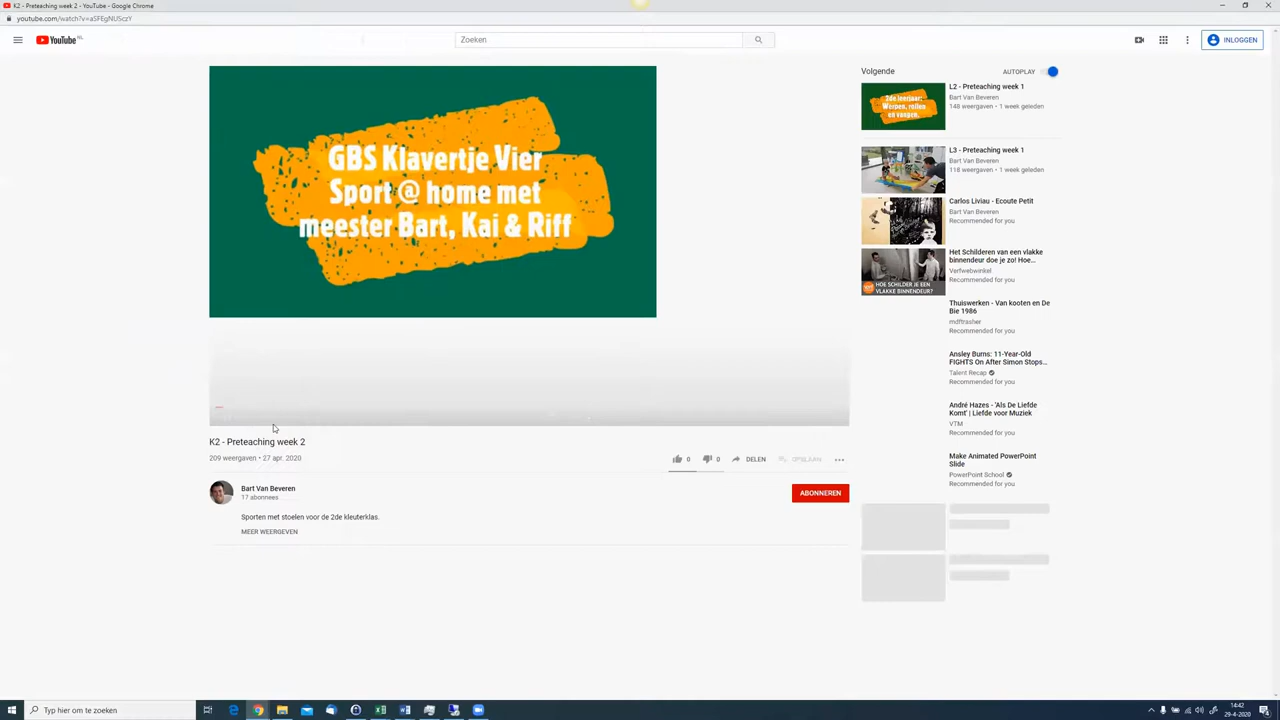 K2 - Preteaching week 2 - YouTube - Google Chrome
youtube.com/watch?v=aSFEgNU5czY
YouTube NL
Zoeken
INLOGGEN
GBS Klavertje Vier
Sport @ home met
meester Bart, Kai & Riff
K2 - Preteaching week 2
209 weergaven • 27 apr. 2020
0
0
DELEN
OPSLAAN
Bart Van Beveren
17 abonnees
ABONNEREN
Sporten met stoelen voor de 2de kleuterklas.
MEER WEERGEVEN
Volgende
AUTOPLAY
2de leerjaar:
Werpen, rollen
en vangen.
L2 - Preteaching week 1
Bart Van Beveren
148 weergaven • 1 week geleden
L3 - Preteaching week 1
Bart Van Beveren
118 weergaven • 1 week geleden
Carlos Liviau - Ecoute Petit
Bart Van Beveren
Recommended for you
HOE SCHILDER JE EEN
VLAKKE BINNENDEUR?
Het Schilderen van een vlakke
binnendeur doe je zo! Hoe...
Verfwebwinkel
Recommended for you
Thuiswerken - Van kooten en De
Bie 1986
mdftrasher
Recommended for you
Ansley Burns: 11-Year-Old
FIGHTS On After Simon Stops...
Talent Recap
Recommended for you
André Hazes - 'Als De Liefde
Komt' | Liefde voor Muziek
VTM
Recommended for you
Make Animated PowerPoint
Slide
PowerPoint School
Recommended for you
Typ hier om te zoeken
14:42
29-4-2020